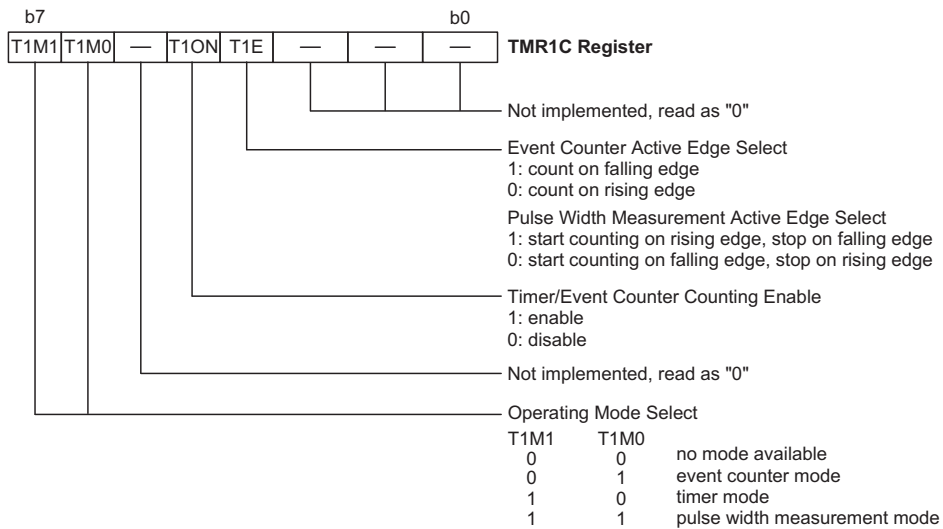 b7 b0
T1M1 T1M0 — T1ON T1E — — — TMR1C Register
Not implemented, read as "0"
Event Counter Active Edge Select
1: count on falling edge
0: count on rising edge
Pulse Width Measurement Active Edge Select
1: start counting on rising edge, stop on falling edge
0: start counting on falling edge, stop on rising edge
Timer/Event Counter Counting Enable
1: enable
0: disable
Not implemented, read as "0"
Operating Mode Select
T1M1 T1M0
0 0 no mode available
0 1 event counter mode
1 0 timer mode
1 1 pulse width measurement mode